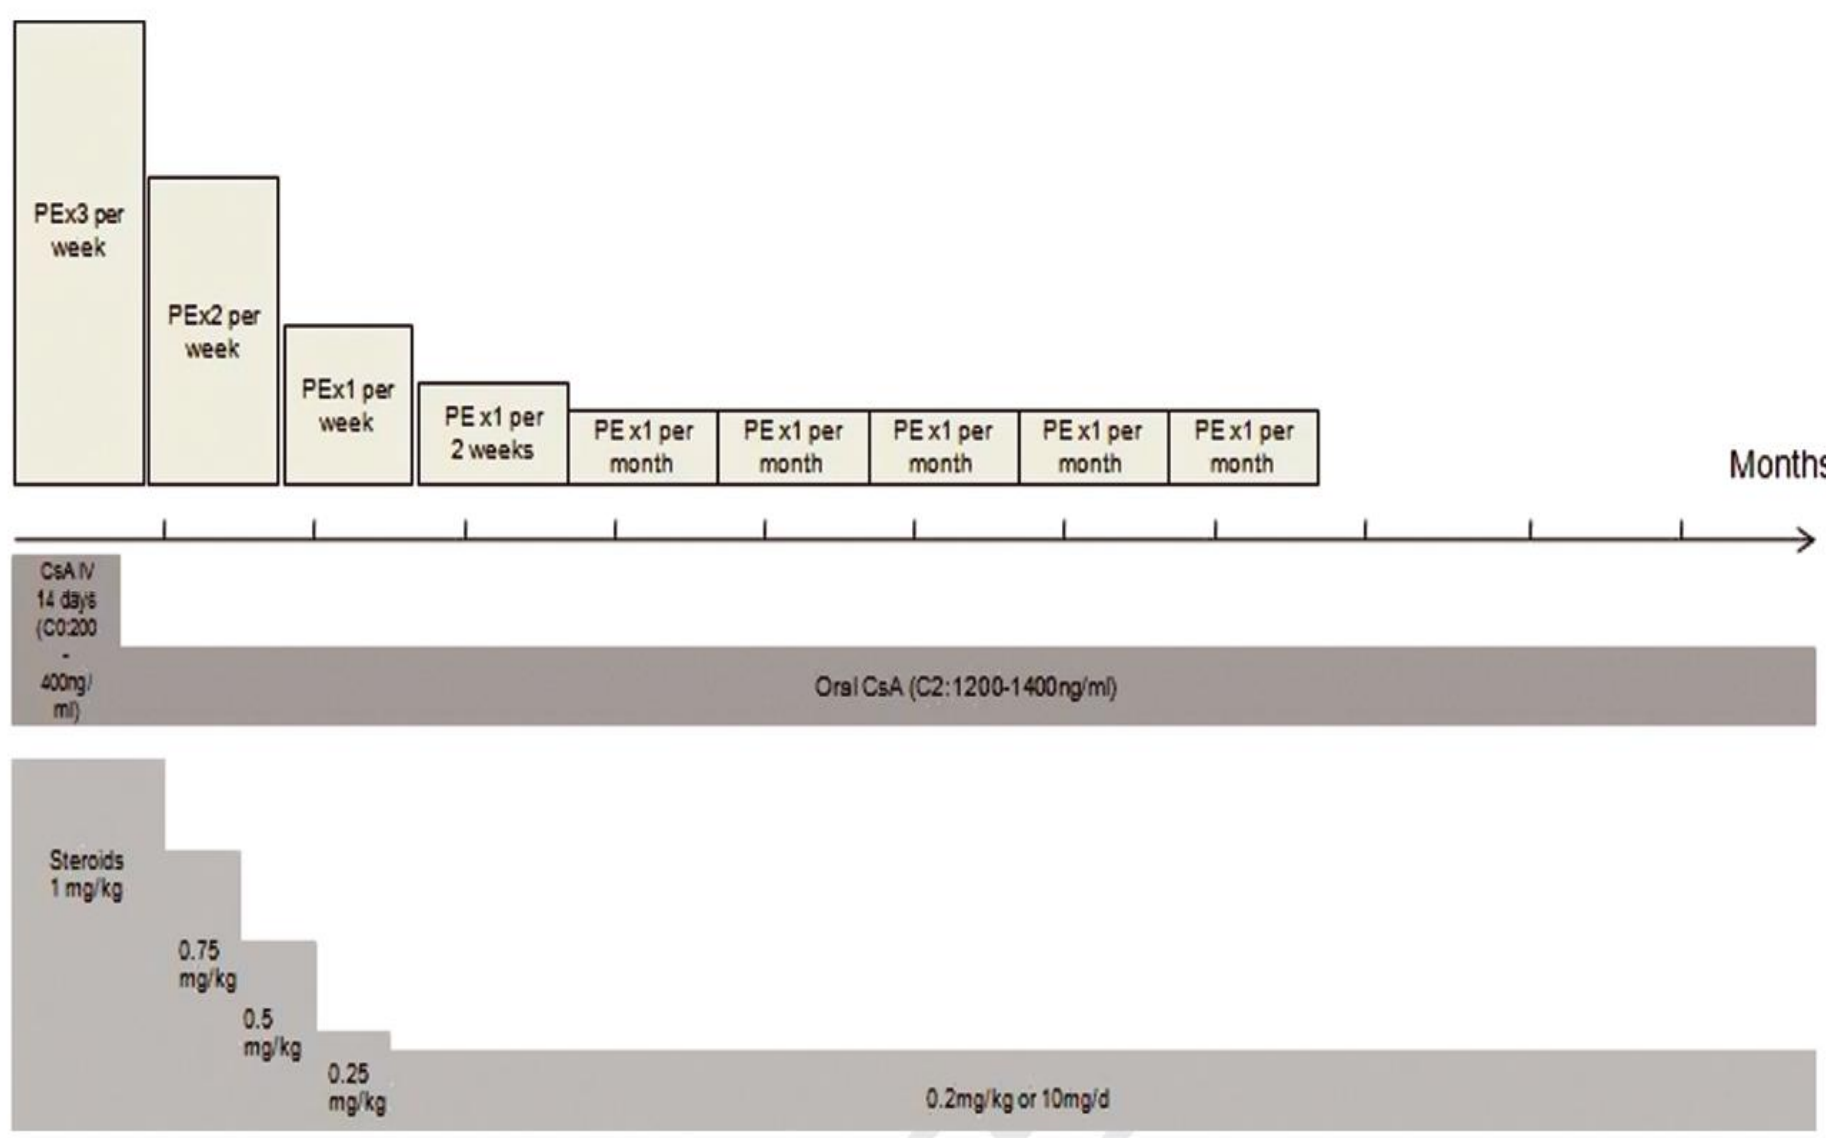 PEx3 per
week
PEx2 per
week
PEx1 per
week
PE x1 per
2 weeks
PE x1 per
month
PE x1 per
month
PE x1 per
month
PE x1 per
month
PE x1 per
month
Months
CsA IV
14 days
(C0:200
-
400ng/
ml)
Oral CsA (C2:1200-1400ng/ml)
Steroids
1 mg/kg
0.75
mg/kg
0.5
mg/kg
0.25
mg/kg
0.2mg/kg or 10mg/d